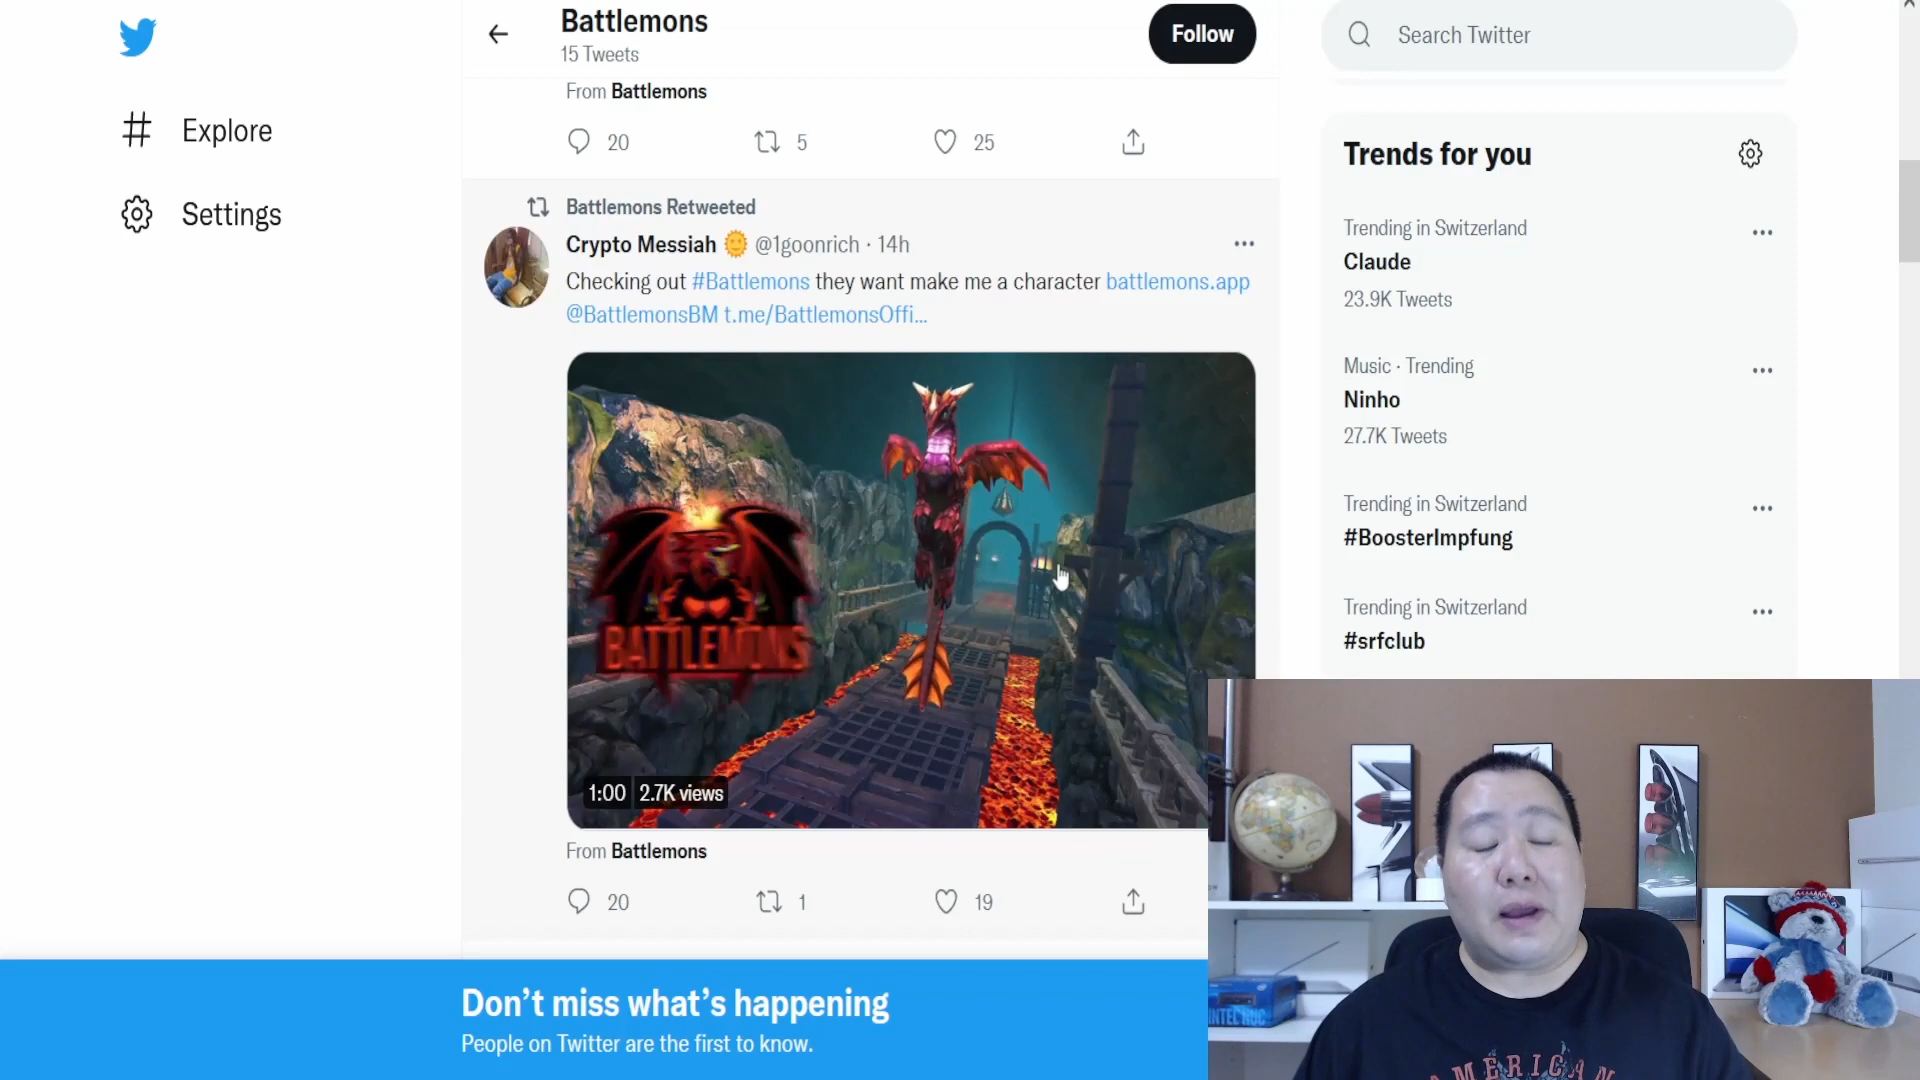 Battlemons
15 Tweets
Follow
Search Twitter
Explore
Settings
From Battlemons
20
5
25
Battlemons Retweeted
Crypto Messiah 🌞 @1goonrich · 14h
Checking out #Battlemons they want make me a character battlemons.app
@BattlemonsBM t.me/BattlemonsOffi...
BATTLEMONS
1:00
2.7K views
From Battlemons
20
1
19
Trends for you
Trending in Switzerland
Claude
23.9K Tweets
Music · Trending
Ninho
27.7K Tweets
Trending in Switzerland
#BoosterImpfung
Trending in Switzerland
#srfclub
Don't miss what's happening
People on Twitter are the first to know.
INTEL NUC
AMERICAN